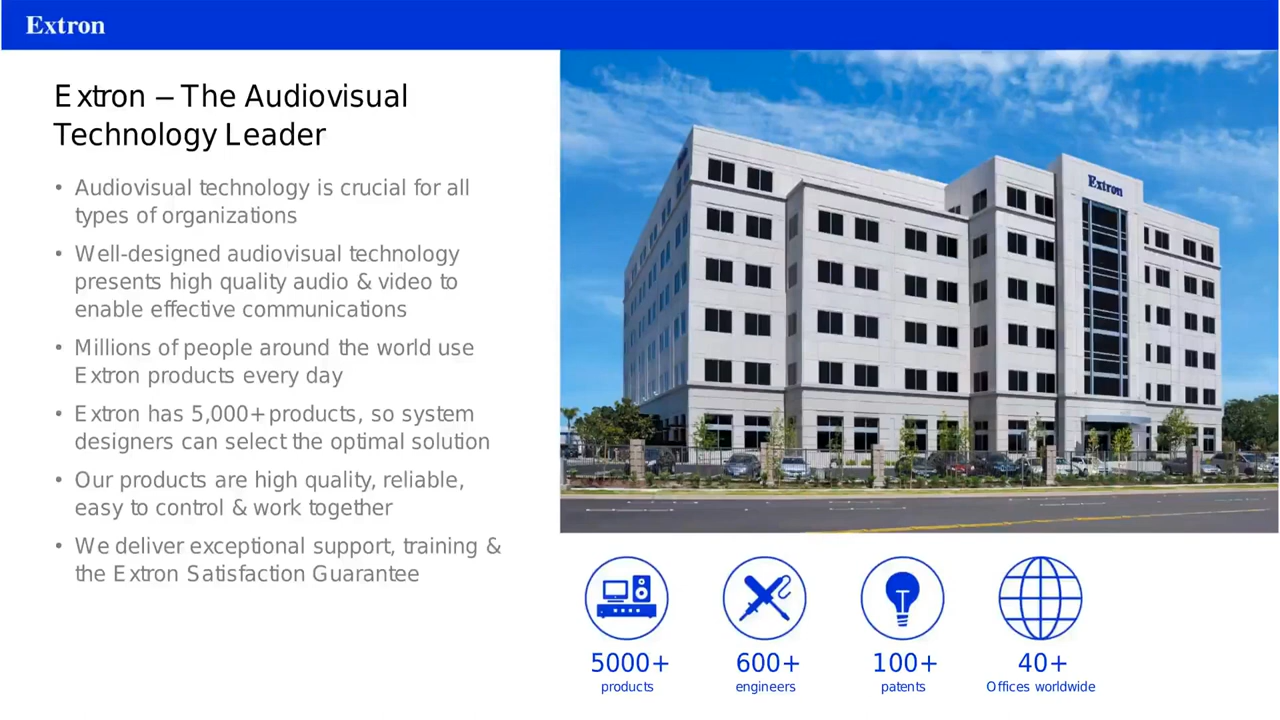 Extron
Extron – The Audiovisual
Technology Leader
• Audiovisual technology is crucial for all
types of organizations
• Well-designed audiovisual technology
presents high quality audio & video to
enable effective communications
• Millions of people around the world use
Extron products every day
• Extron has 5,000+ products, so system
designers can select the optimal solution
• Our products are high quality, reliable,
easy to control & work together
• We deliver exceptional support, training &
the Extron Satisfaction Guarantee
Extron
5000+
products
600+
engineers
100+
patents
40+
Offices worldwide